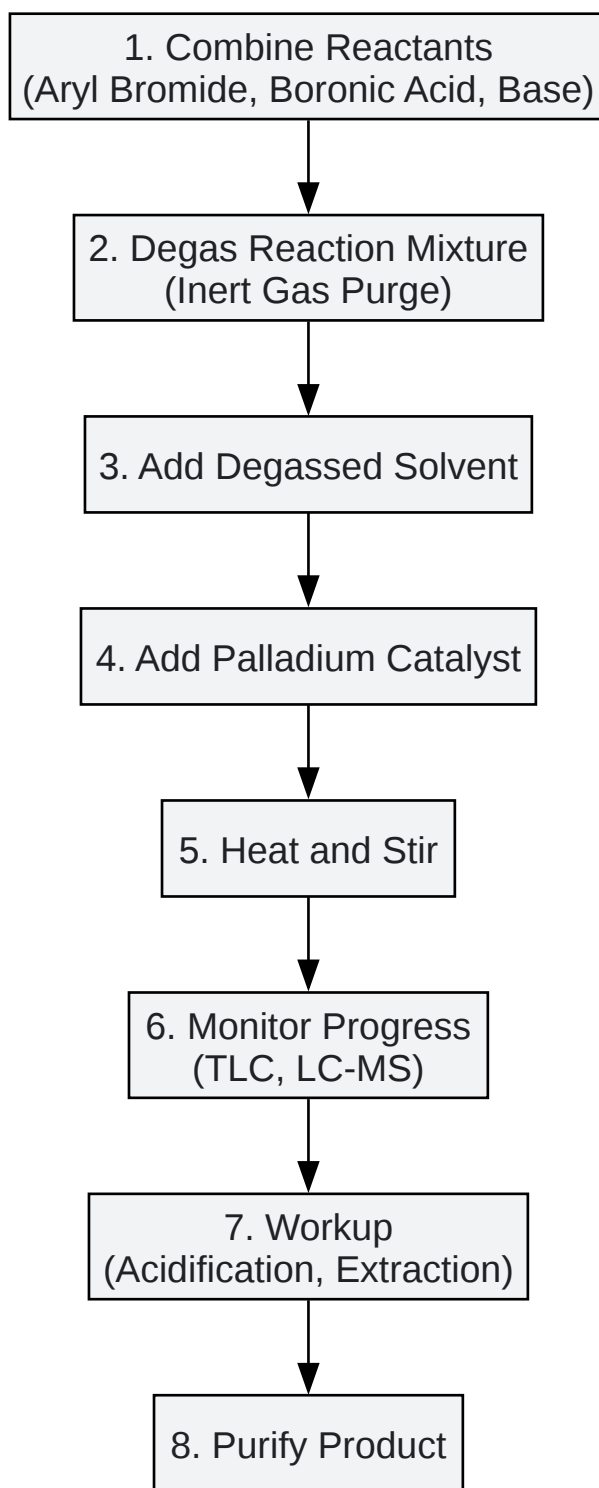 1. Combine Reactants
(Aryl Bromide, Boronic Acid, Base)
2. Degas Reaction Mixture
(Inert Gas Purge)
3. Add Degassed Solvent
4. Add Palladium Catalyst
5. Heat and Stir
6. Monitor Progress
(TLC, LC-MS)
7. Workup
(Acidification, Extraction)
8. Purify Product